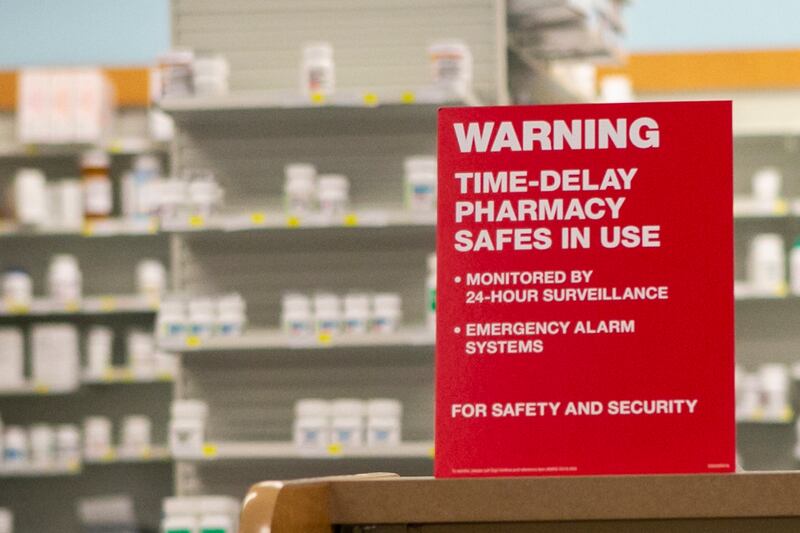 WARNING
TIME-DELAY
PHARMACY
SAFES IN USE
• MONITORED BY
24-HOUR SURVEILLANCE
• EMERGENCY ALARM
SYSTEMS
FOR SAFETY AND SECURITY